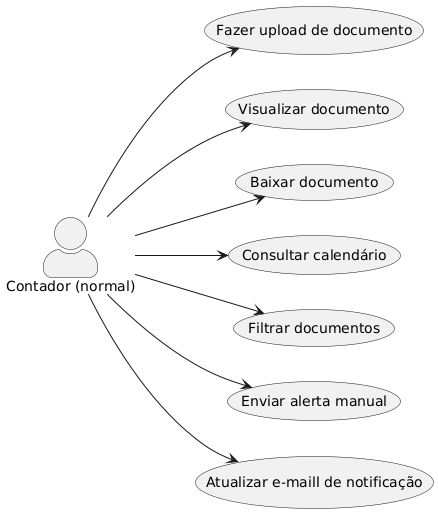 Fazer upload de documento
Visualizar documento
Baixar documento
Consultar calendário
Contador (normal)
Filtrar documentos
Enviar alerta manual
Atualizar e-maill de notificação